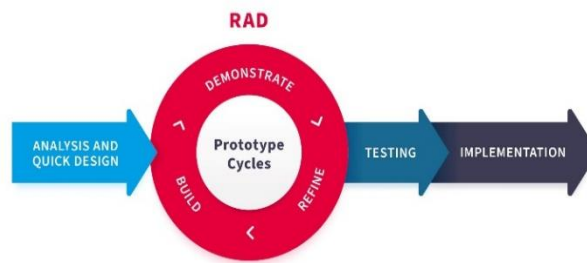 RAD
ANALYSIS AND
QUICK DESIGN
DEMONSTRATE
Prototype
Cycles
BUILD
REFINE
TESTING
IMPLEMENTATION